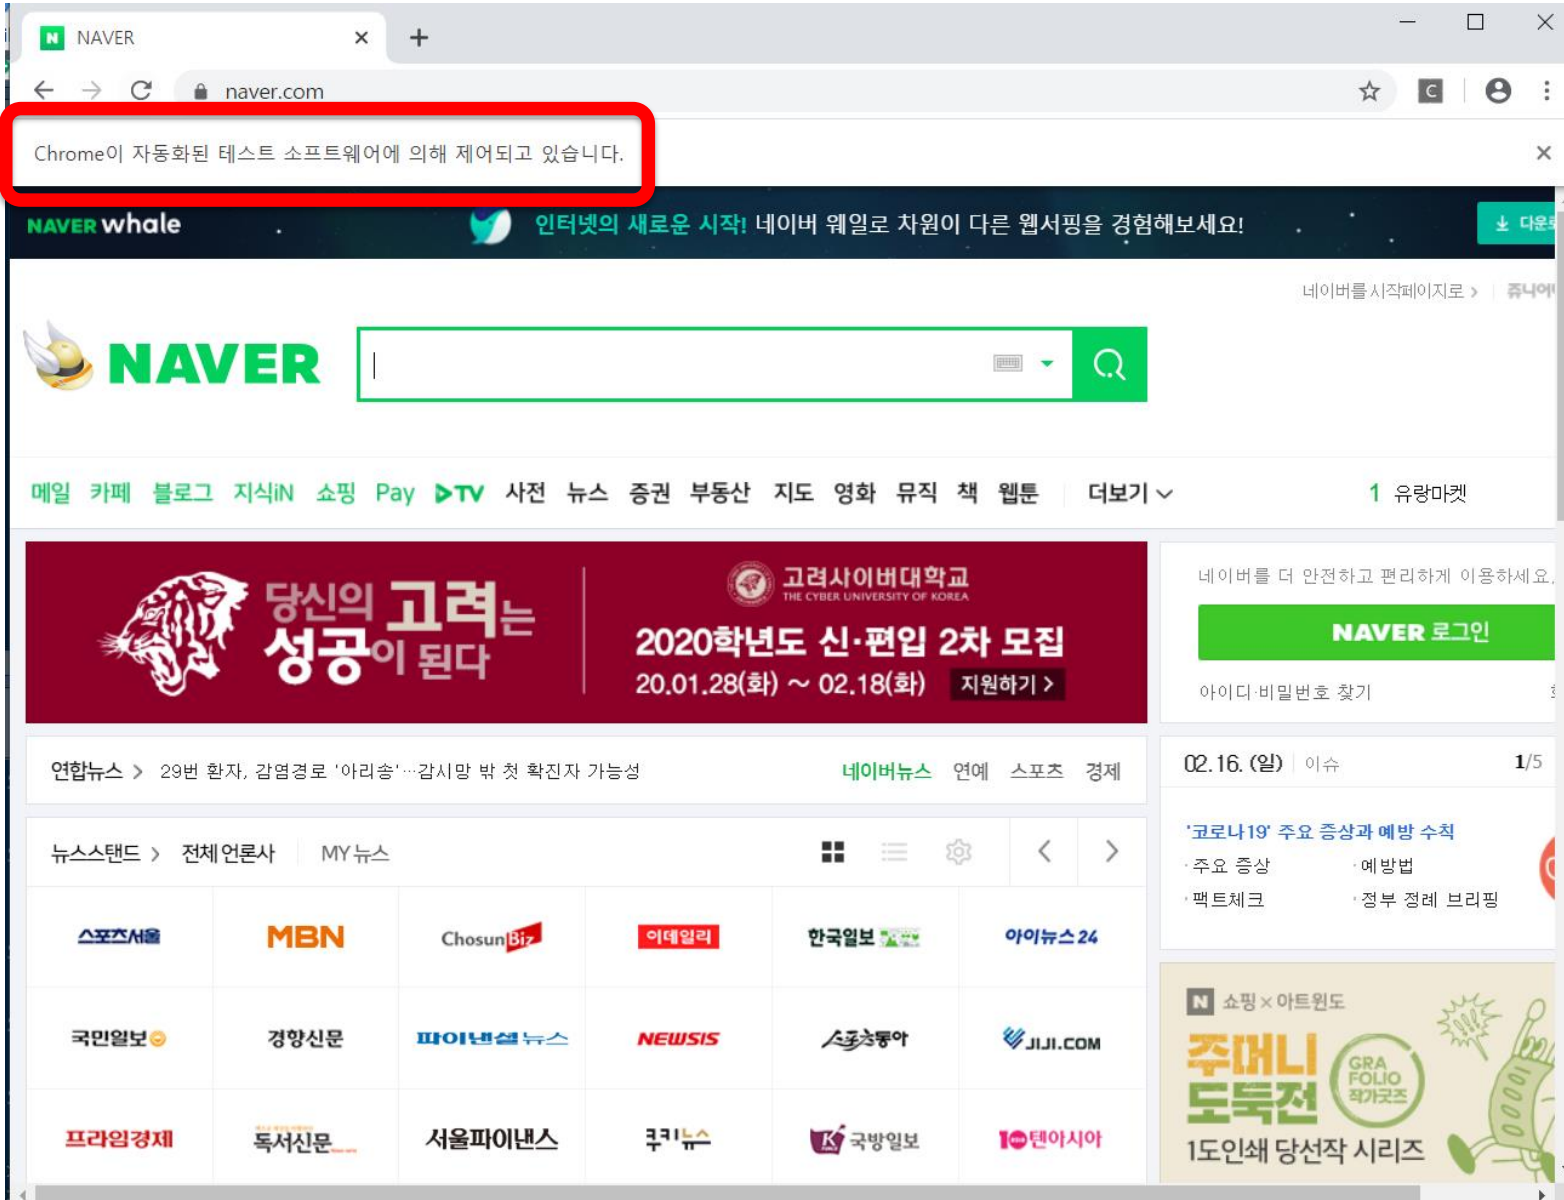 NAVER
naver.com
Chrome이 자동화된 테스트 소프트웨어에 의해 제어되고 있습니다.
NAVER whale
인터넷의 새로운 시작! 네이버 웨일로 차원이 다른 웹서핑을 경험해보세요!
네이버를 시작페이지로 >
NAVER
메일 카페 블로그 지식iN 쇼핑 Pay TV 사전 뉴스 증권 부동산 지도 영화 뮤직 책 웹툰 더보기
1 유랑마켓
당신의 고려는
성공이 된다
고려사이버대학교
THE CYBER UNIVERSITY OF KOREA
2020학년도 신·편입 2차 모집
20.01.28(화) ~ 02.18(화) 지원하기 >
네이버를 더 안전하고 편리하게 이용하세요.
NAVER 로그인
아이디·비밀번호 찾기
연합뉴스 > 29번 환자, 감염경로 '아리송'…감시망 밖 첫 확진자 가능성
네이버뉴스 연예 스포츠 경제
02.16. (일) 이슈 1/5
'코로나19' 주요 증상과 예방 수칙
·주요 증상 ·예방법
·팩트체크 ·정부 정례 브리핑
뉴스스탠드 > 전체언론사 MY뉴스
스포츠서울 MBN ChosunBiz 이데일리 한국일보 아이뉴스24
국민일보 경향신문 파이낸셜뉴스 NEWSIS 스포츠동아 JIJI.COM
프라임경제 독서신문 서울파이낸스 쿠키뉴스 국방일보 10텐아시아
N 쇼핑×아트윈도
주머니
도둑전
GRA
FOLIO
작가굿즈
1도인쇄 당선작 시리즈